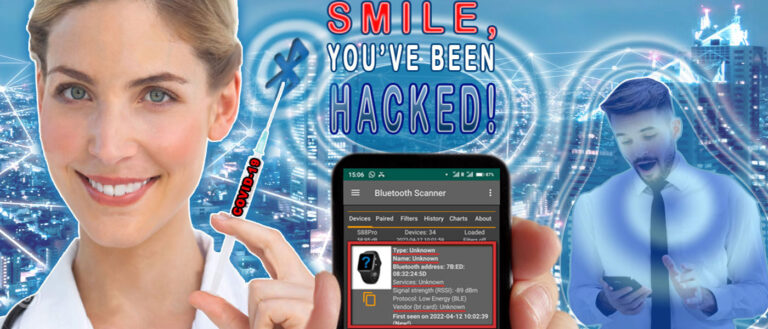 SMILE,
YOU'VE BEEN
HACKED!
COVID-19
15:06
Bluetooth Scanner
Devices Paired Filters History Charts About
S88Pro Devices: 34 Loaded
Type: Unknown
Name: Unknown
Bluetooth address: 7B:ED:
08:32:24:5D
Services: Unknown
Signal strength (RSSI): -89 dBm
Protocol: Low Energy (BLE)
Vendor (bt card): Unknown
First seen on 2022-04-12 10:02:39
(New!)